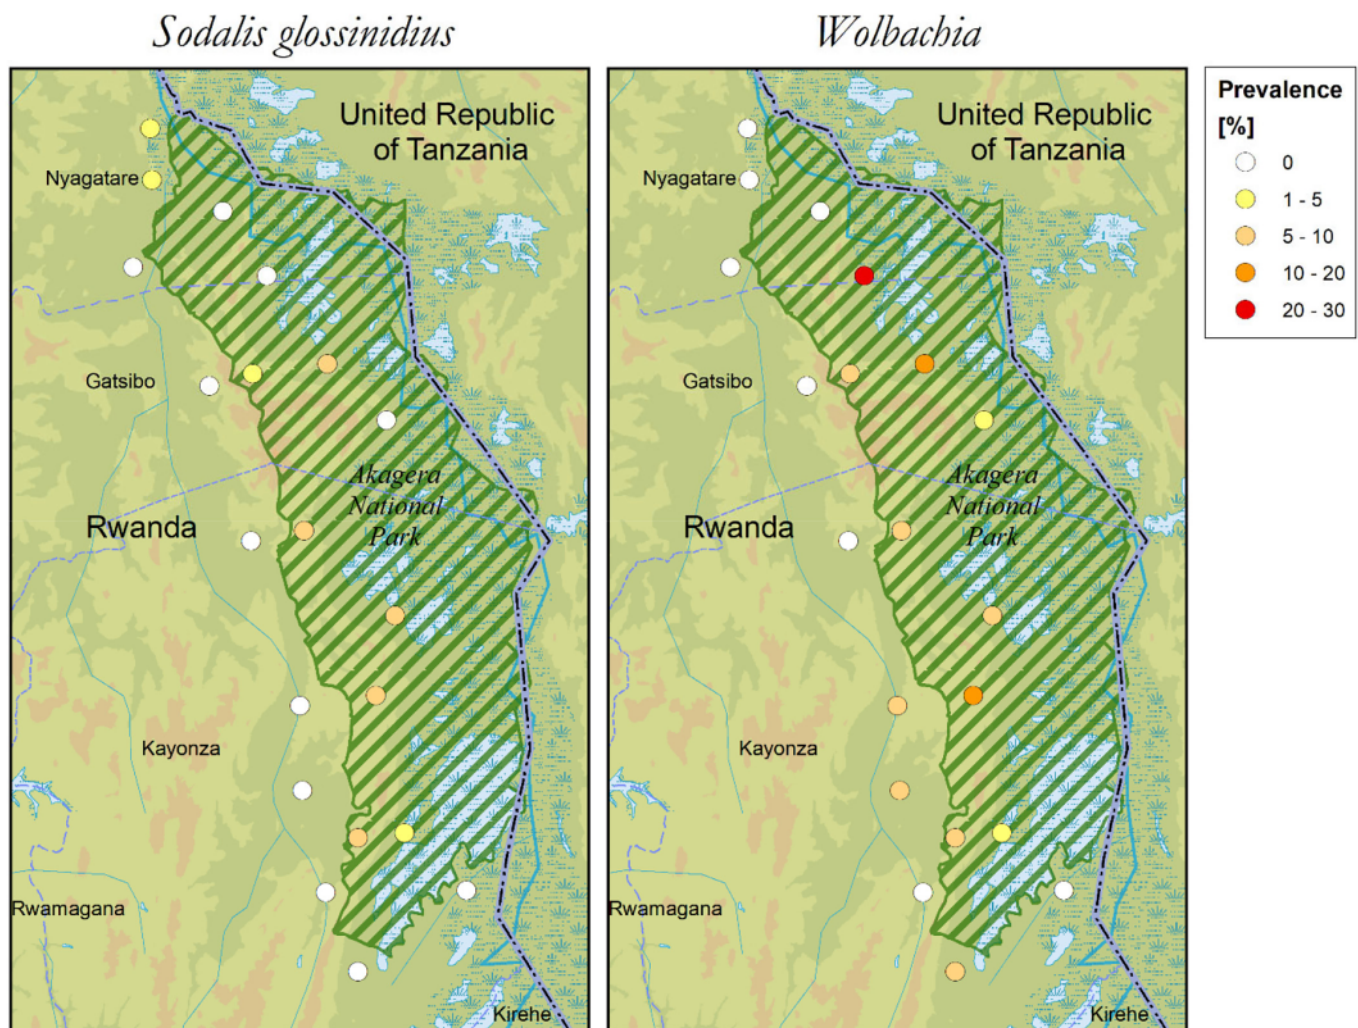 Sodalis glossinidius
United Republic
of Tanzania
Nyagatare
Gatsibo
Akagera
National
Park
Rwanda
Kayonza
Rwamagana
Kirehe
Wolbachia
United Republic
of Tanzania
Nyagatare
Gatsibo
Akagera
National
Park
Rwanda
Kayonza
Rwamagana
Kirehe
Prevalence
[%]
0
1 - 5
5 - 10
10 - 20
20 - 30